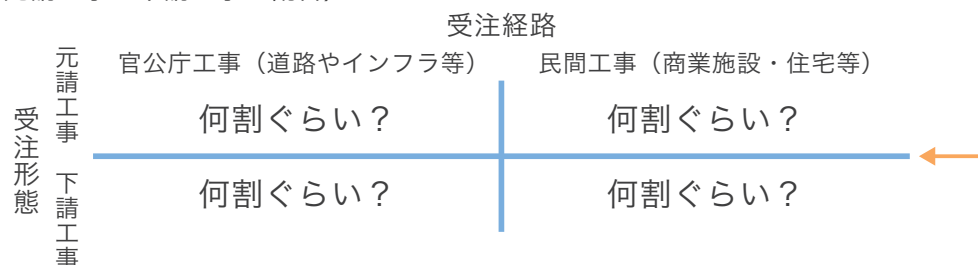 受注経路
官公庁工事（道路やインフラ等）
民間工事（商業施設・住宅等）
受注形態
元請工事
何割ぐらい？
何割ぐらい？
下請工事
何割ぐらい？
何割ぐらい？